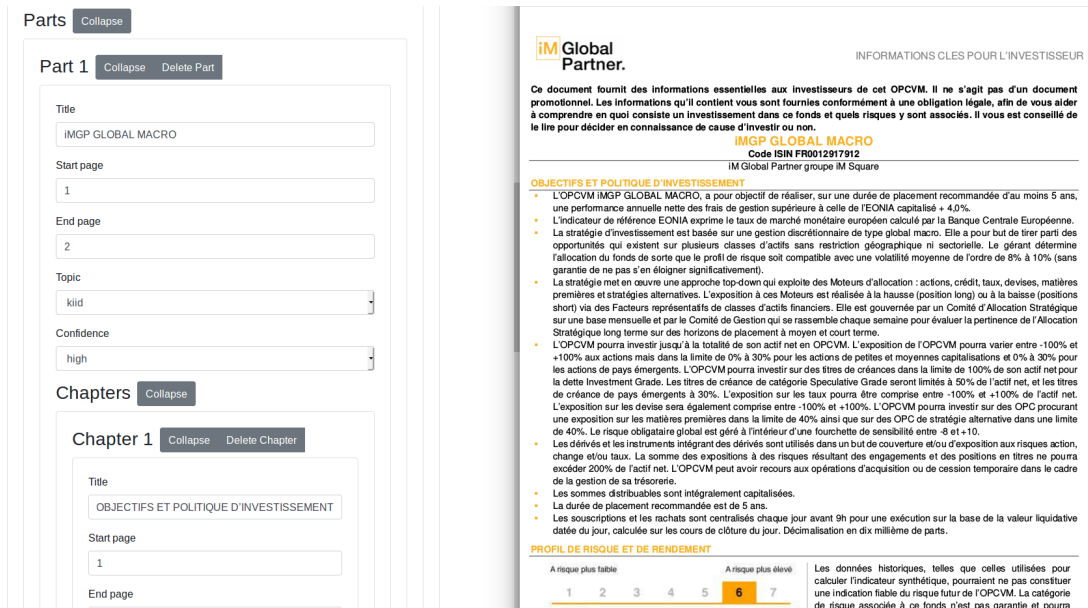 Parts Collapse
Part 1 Collapse Delete Part
Title
iMGP GLOBAL MACRO
Start page
1
End page
2
Topic
kiid
Confidence
high
Chapters Collapse
Chapter 1 Collapse Delete Chapter
Title
OBJECTIFS ET POLITIQUE D'INVESTISSEMENT
Start page
1
End page
iM Global
Partner.
INFORMATIONS CLES POUR L'INVESTISSEUR
Ce document fournit des informations essentielles aux investisseurs de cet OPCVM. Il ne s'agit pas d'un document
promotionnel. Les informations qu'il contient vous sont fournies conformément à une obligation légale, afin de vous aider
à comprendre en quoi consiste un investissement dans ce fonds et quels risques y sont associés. Il vous est conseillé de
le lire pour décider en connaissance de cause d'investir ou non.
iMGP GLOBAL MACRO
Code ISIN FR0012917912
iM Global Partner groupe iM Square
OBJECTIFS ET POLITIQUE D'INVESTISSEMENT
• L'OPCVM iMGP GLOBAL MACRO, a pour objectif de réaliser, sur une durée de placement recommandée d'au moins 5 ans,
une performance annuelle nette des frais de gestion supérieure à celle de l'EONIA capitalisé + 4,0%.
• L'indicateur de référence EONIA exprime le taux de marché monétaire européen calculé par la Banque Centrale Européenne.
• La stratégie d'investissement est basée sur une gestion discrétionnaire de type global macro. Elle a pour but de tirer parti des
opportunités qui existent sur plusieurs classes d'actifs sans restriction géographique ni sectorielle. Le gérant détermine
l'allocation du fonds de sorte que le profil de risque soit compatible avec une volatilité moyenne de l'ordre de 8% à 10% (sans
garantie de ne pas s'en éloigner significativement).
• La stratégie met en œuvre une approche top-down qui exploite des Moteurs d'allocation : actions, crédit, taux, devises, matières
premières et stratégies alternatives. L'exposition à ces Moteurs est réalisée à la hausse (position long) ou à la baisse (positions
short) via des Facteurs représentatifs de classes d'actifs financiers. Elle est gouvernée par un Comité d'Allocation Stratégique
sur une base mensuelle et par le Comité de Gestion qui se rassemble chaque semaine pour évaluer la pertinence de l'Allocation
Stratégique long terme sur des horizons de placement à moyen et court terme.
• L'OPCVM pourra investir jusqu'à la totalité de son actif net en OPCVM. L'exposition de l'OPCVM pourra varier entre -100% et
+100% aux actions mais dans la limite de 0% à 30% pour les actions de petites et moyennes capitalisations et 0% à 30% pour
les actions de pays émergents. L'OPCVM pourra investir sur des titres de créances dans la limite de 100% de son actif net pour
la dette Investment Grade. Les titres de créance de catégorie Speculative Grade seront limités à 50% de l'actif net, et les titres
de créance de pays émergents à 30%. L'exposition sur les taux pourra être comprise entre -100% et +100% de l'actif net.
L'exposition sur les devise sera également comprise entre -100% et +100%. L'OPCVM pourra investir sur des OPC procurant
une exposition sur les matières premières dans la limite de 40% ainsi que sur des OPC de stratégie alternative dans une limite
de 40%. Le risque obligataire global est géré à l'intérieur d'une fourchette de sensibilité entre -8 et +10.
• Les dérivés et les instruments intégrant des dérivés sont utilisés dans un but de couverture et/ou d'exposition aux risques action,
change et/ou taux. La somme des expositions à des risques résultant des engagements et des positions en titres ne pourra
excéder 200% de l'actif net. L'OPCVM peut avoir recours aux opérations d'acquisition ou de cession temporaire dans le cadre
de la gestion de sa trésorerie.
• Les sommes distribuables sont intégralement capitalisées.
• La durée de placement recommandée est de 5 ans.
• Les souscriptions et les rachats sont centralisés chaque jour avant 9h pour une exécution sur la base de la valeur liquidative
datée du jour, calculée sur les cours de clôture du jour. Décimalisation en dix millième de parts.
PROFIL DE RISQUE ET DE RENDEMENT
A risque plus faible A risque plus élevé
1 2 3 4 5 6 7
Les données historiques, telles que celles utilisées pour
calculer l'indicateur synthétique, pourraient ne pas constituer
une indication fiable du risque futur de l'OPCVM. La catégorie
de risque associée à ce fonds n'est pas garantie et pourra